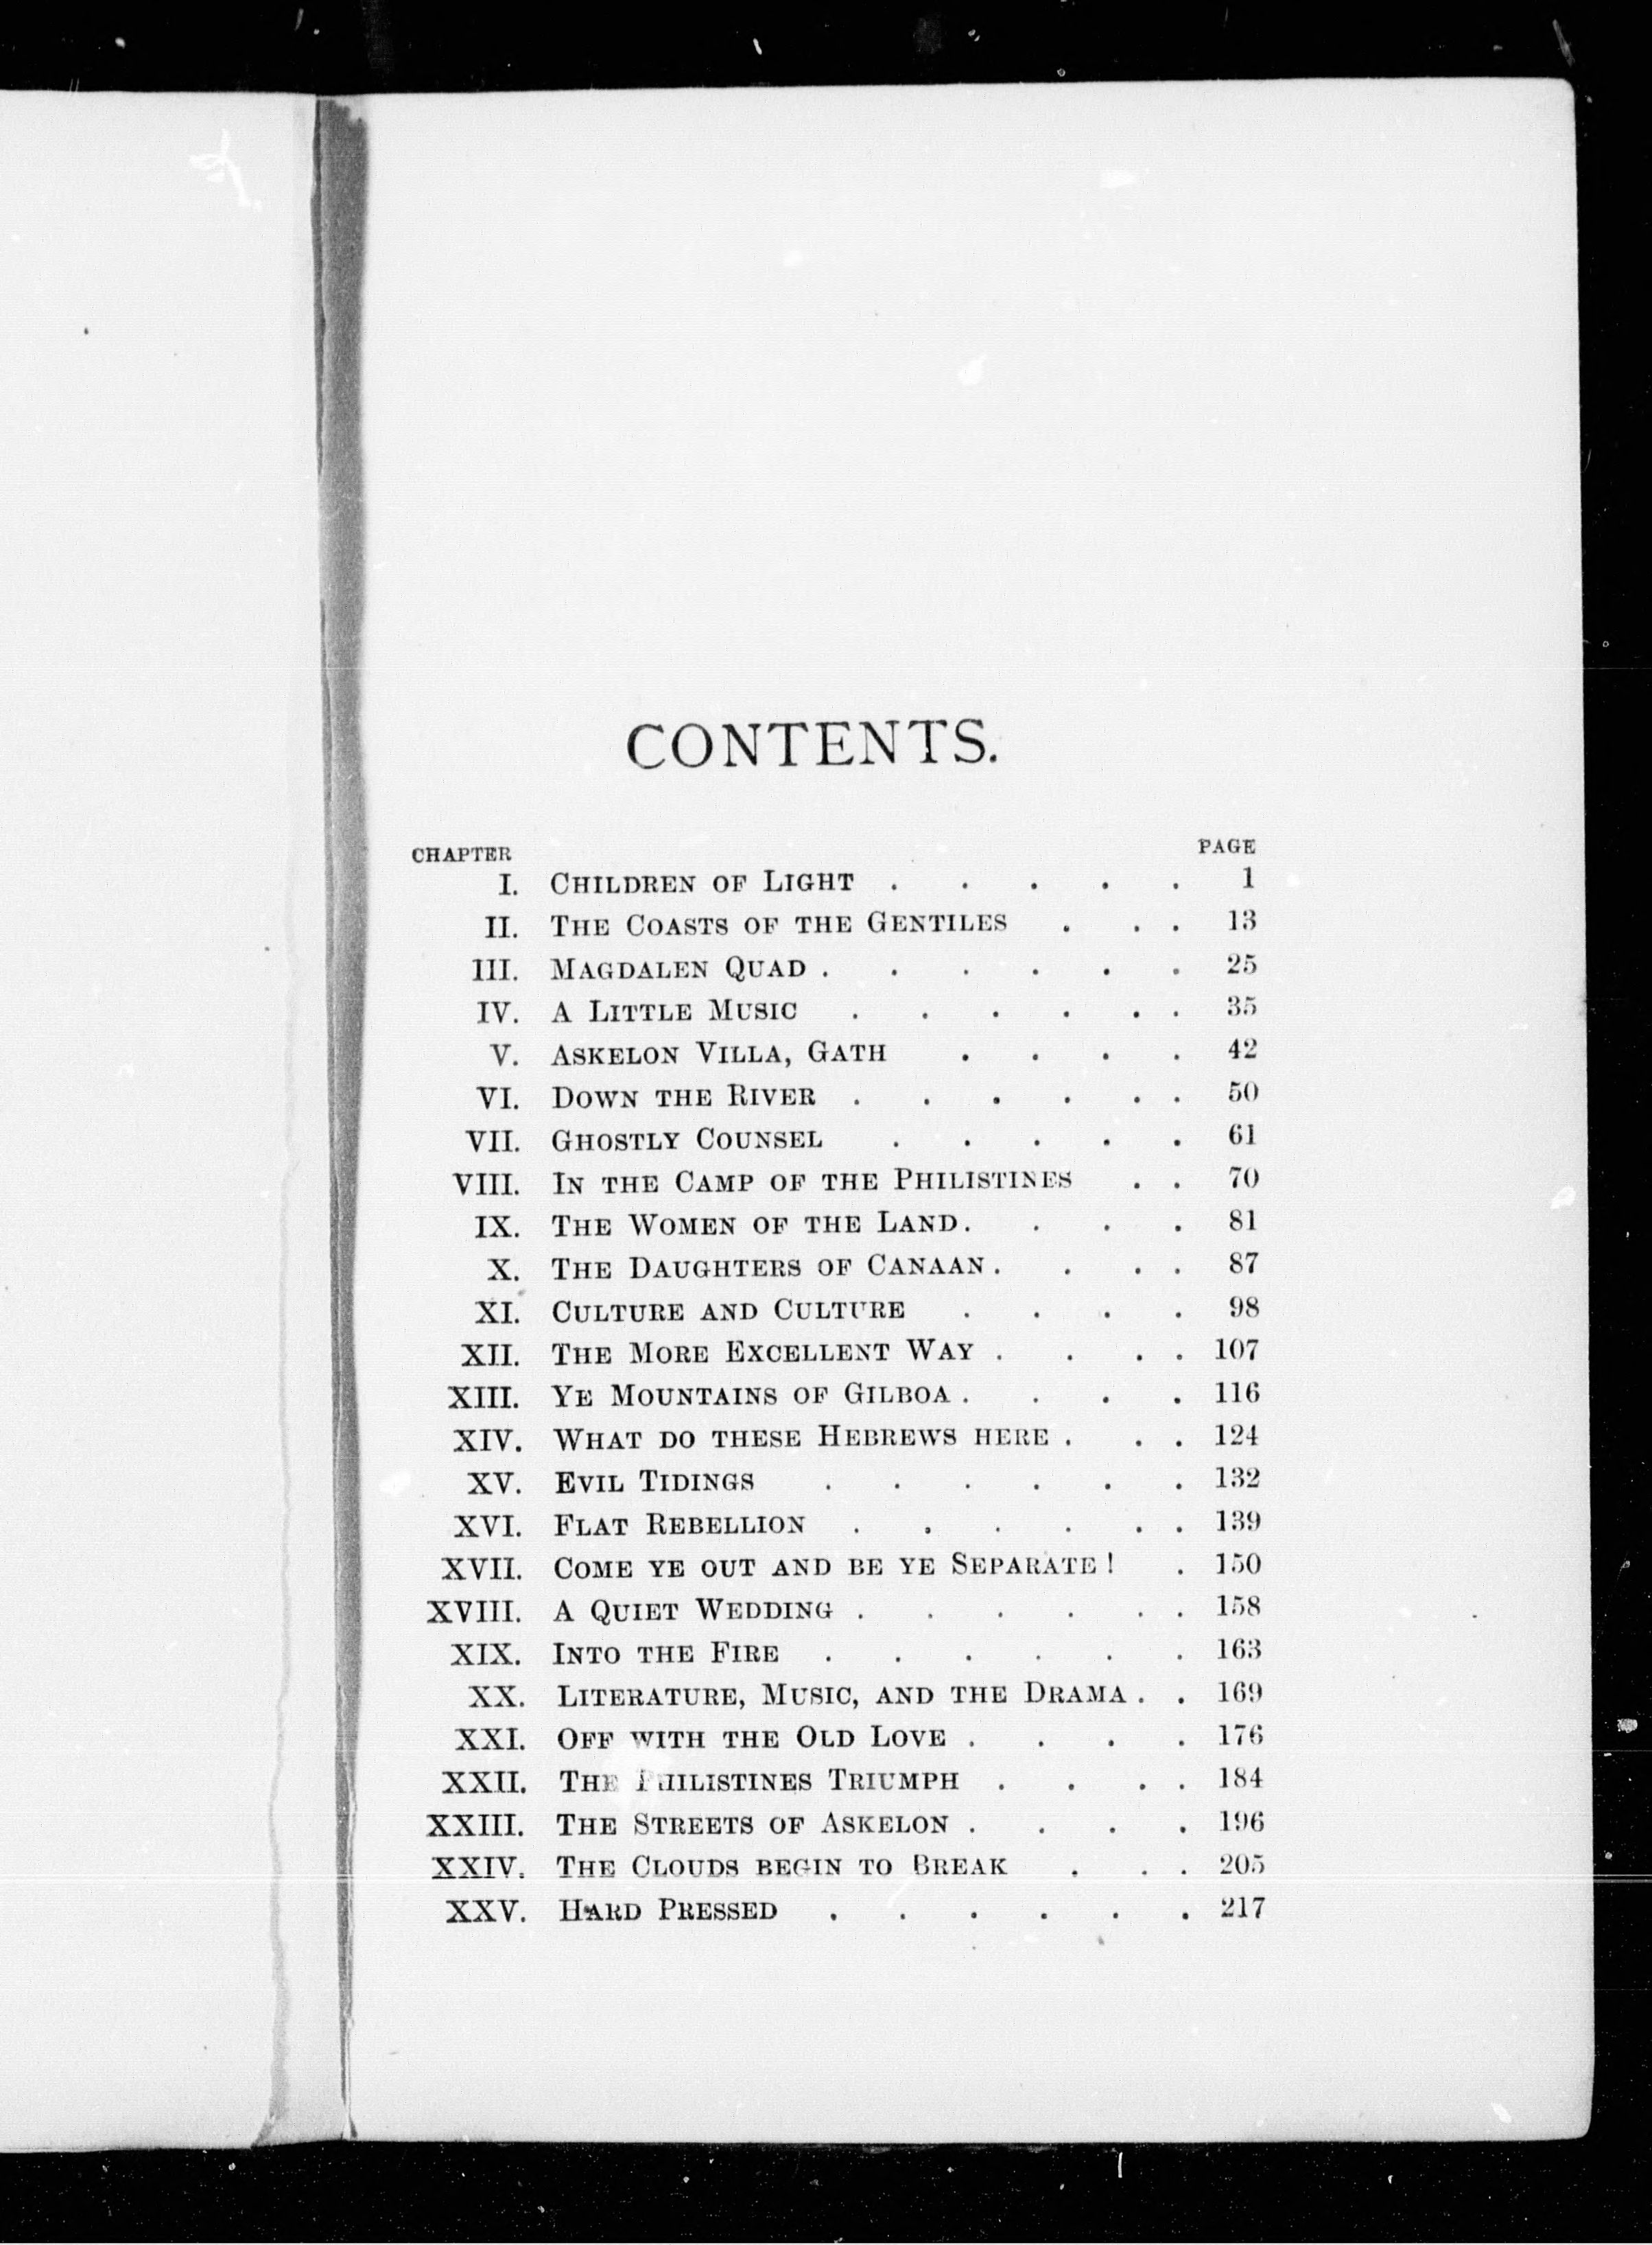 CONTENTS.
CHAPTER PAGE
I. CHILDREN OF LIGHT . . . . . 1
II. THE COASTS OF THE GENTILES . . . 13
III. MAGDALEN QUAD . . . . . . 25
IV. A LITTLE MUSIC . . . . . . 35
V. ASKELON VILLA, GATH . . . . 42
VI. DOWN THE RIVER . . . . . . 50
VII. GHOSTLY COUNSEL . . . . . 61
VIII. IN THE CAMP OF THE PHILISTINES . . 70
IX. THE WOMEN OF THE LAND . . . . 81
X. THE DAUGHTERS OF CANAAN . . . . 87
XI. CULTURE AND CULTURE . . . . 98
XII. THE MORE EXCELLENT WAY . . . . 107
XIII. YE MOUNTAINS OF GILBOA . . . . 116
XIV. WHAT DO THESE HEBREWS HERE . . . 124
XV. EVIL TIDINGS . . . . . . 132
XVI. FLAT REBELLION . . . . . . 139
XVII. COME YE OUT AND BE YE SEPARATE! . 150
XVIII. A QUIET WEDDING . . . . . . 158
XIX. INTO THE FIRE . . . . . . 163
XX. LITERATURE, MUSIC, AND THE DRAMA . . 169
XXI. OFF WITH THE OLD LOVE . . . . 176
XXII. THE PHILISTINES TRIUMPH . . . . 184
XXIII. THE STREETS OF ASKELON . . . . 196
XXIV. THE CLOUDS BEGIN TO BREAK . . . 205
XXV. HARD PRESSED . . . . . . 217